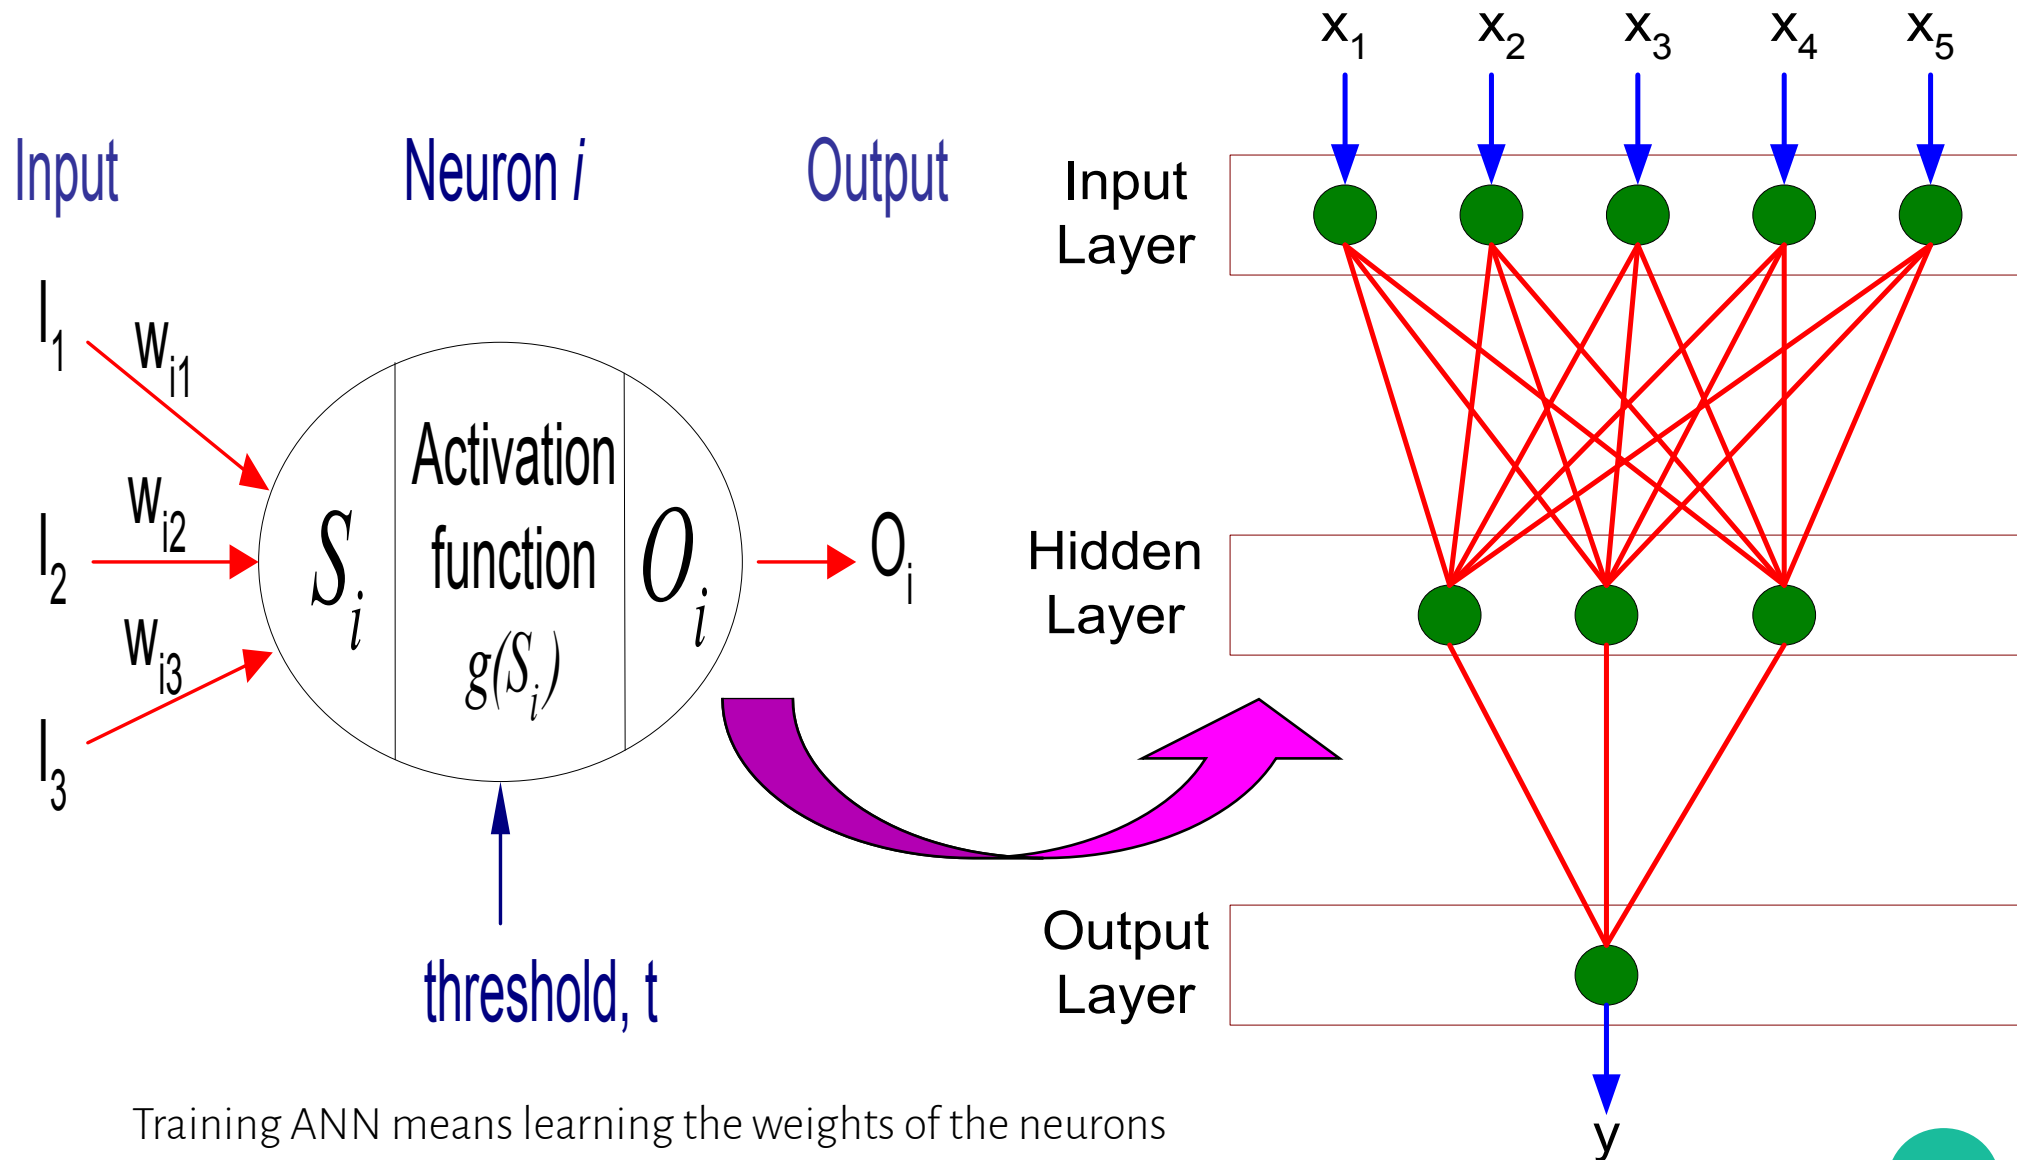 Input
Neuron i
Output
I1
wi1
wi2
I2
wi3
I3
Si
Activation
function
g(Si)
Oi
Oi
threshold, t
Training ANN means learning the weights of the neurons
x1 x2 x3 x4 x5
Input
Layer
Hidden
Layer
Output
Layer
y